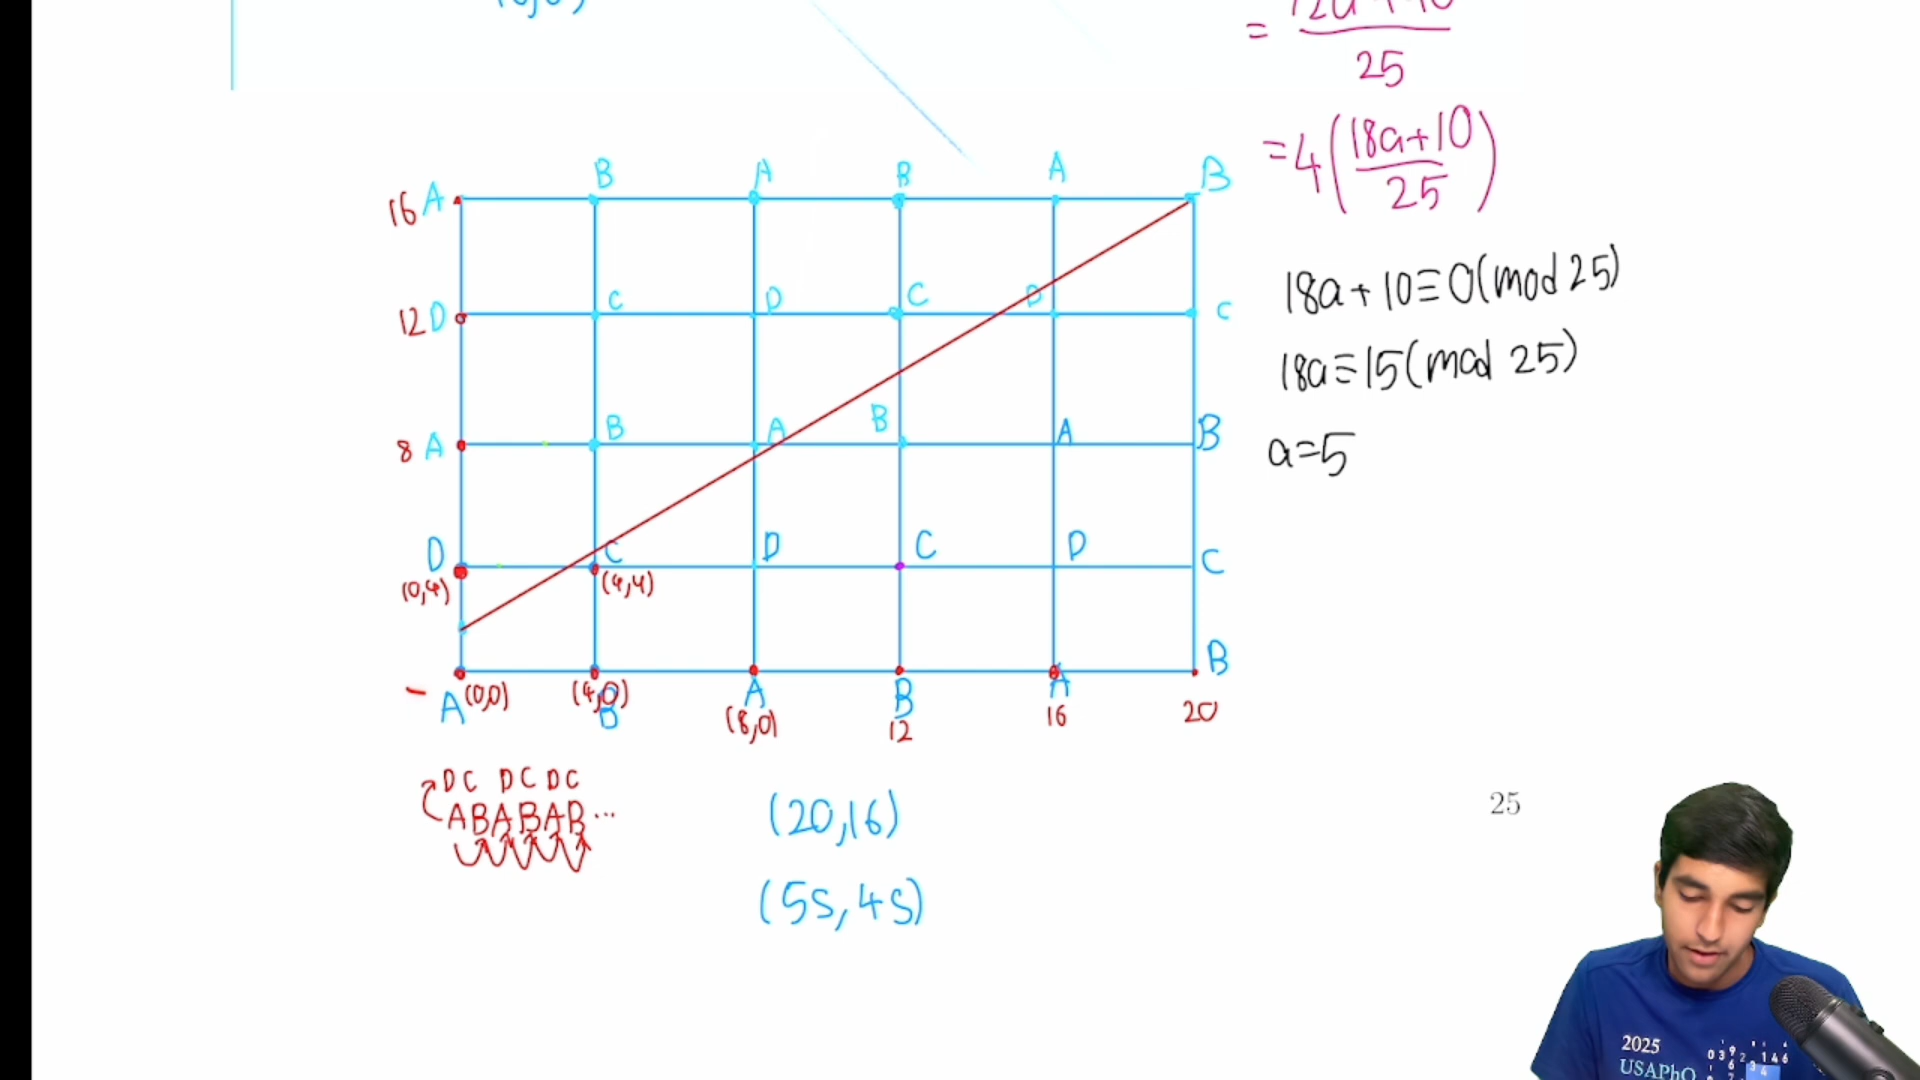 =
25
=4(18a+10/25)
B A B A B
16 A
18a+10≡0(mod 25)
12 D C D C D C
18a≡15(mod 25)
8 A B A B A B
a=5
D C D C D C
(0,4) (4,4)
A (0,0) (4,0) B A B A B
(8,0) 12 16 20
DC DC DC
ABABAB...
(20,16)
25
(5S,4S)
2025
USAPhO